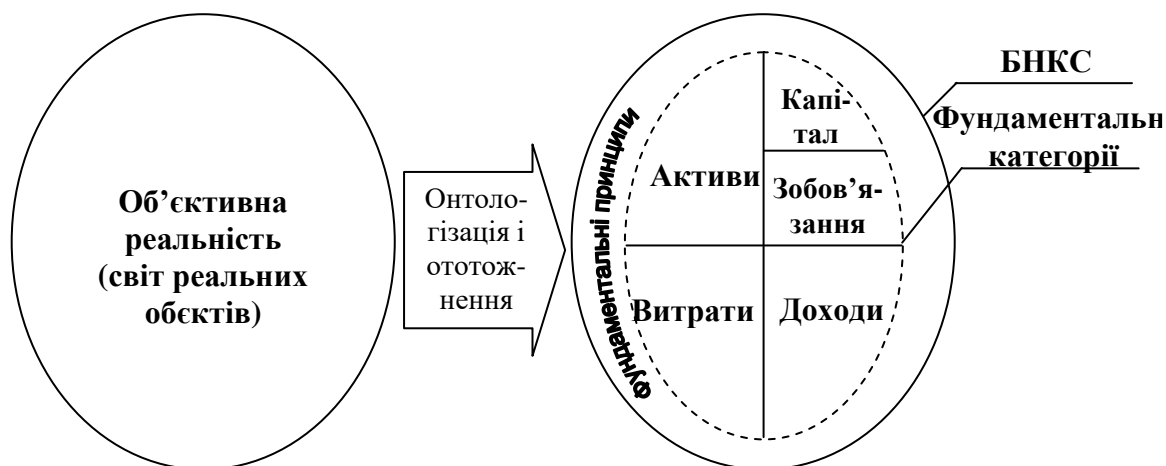 Об’єктивна
реальність
(світ реальних
обєктів)
Онтоло-
гізація і
ототож-
нення
Фундаментальні принципи
Активи
Капі-
тал
Зобов’я-
зання
Витрати
Доходи
БНКС
Фундаментальн
категорії